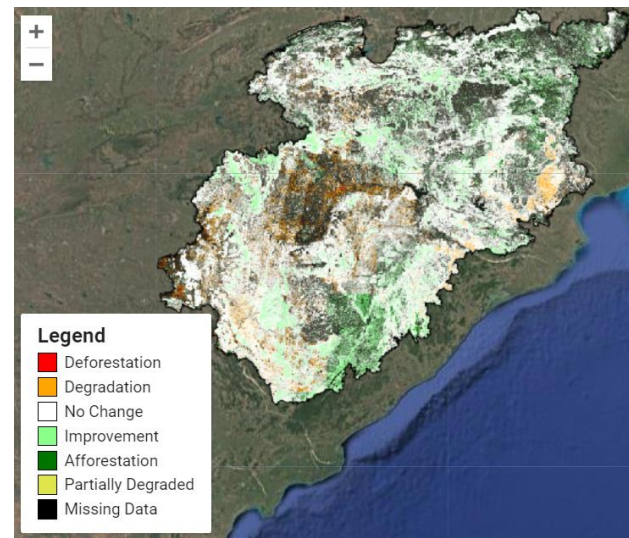 +
−
Legend
Deforestation
Degradation
No Change
Improvement
Afforestation
Partially Degraded
Missing Data